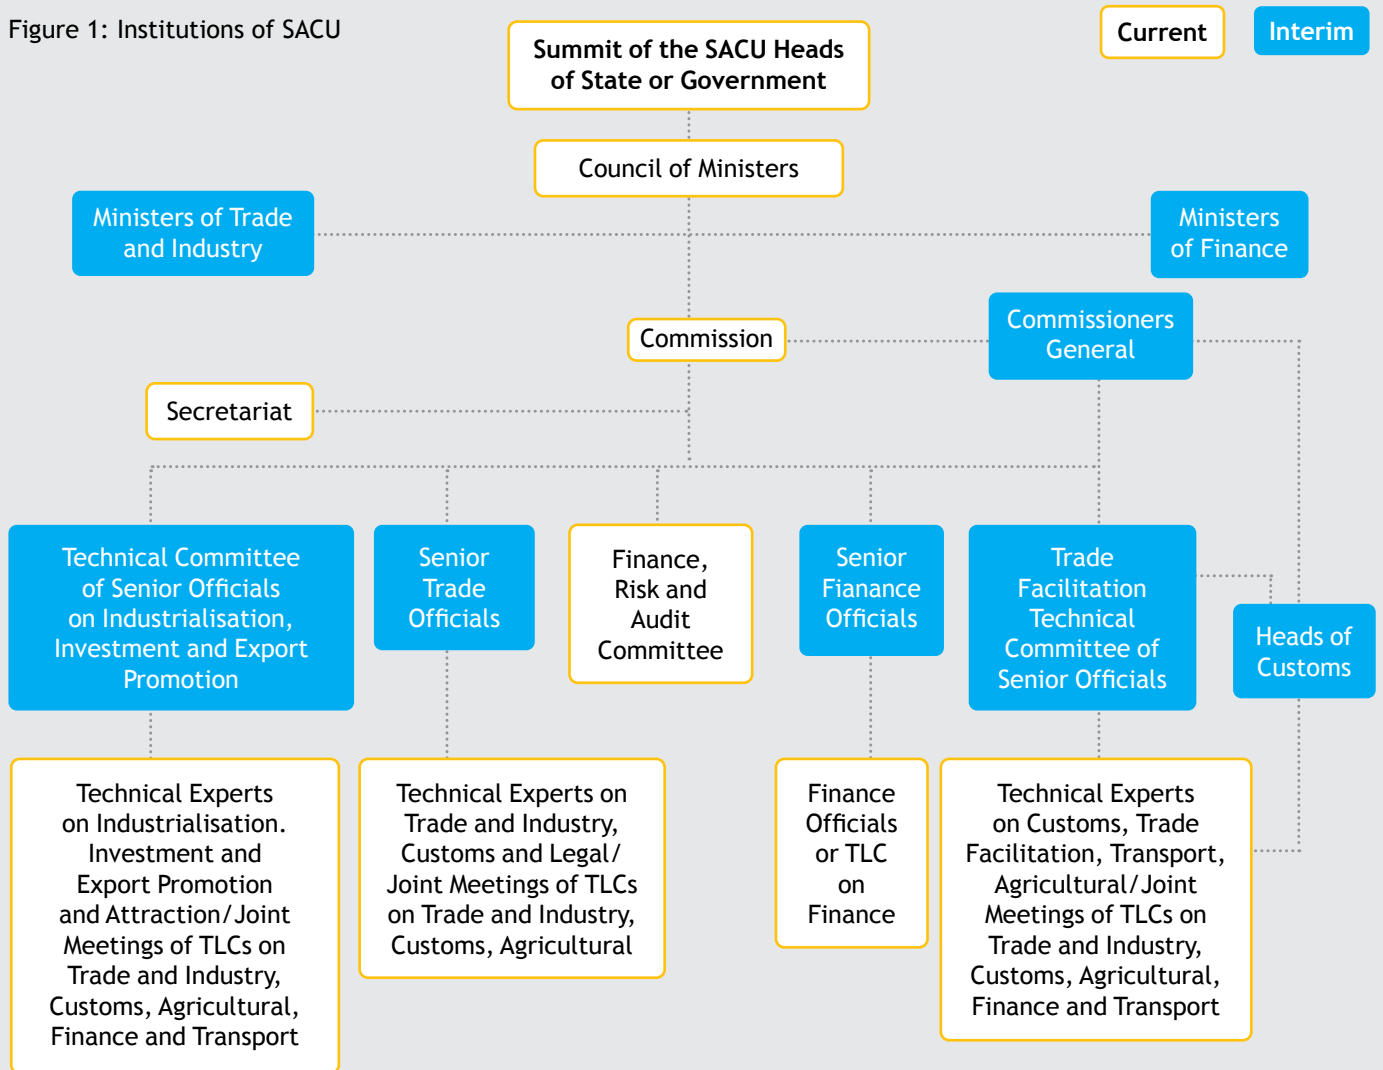 Figure 1: Institutions of SACU
Current
Interim
Summit of the SACU Heads
of State or Government
Council of Ministers
Ministers of Trade
and Industry
Ministers
of Finance
Commissioners
General
Commission
Secretariat
Technical Committee
of Senior Officials
on Industrialisation,
Investment and Export
Promotion
Senior
Trade
Officials
Finance,
Risk and
Audit
Committee
Senior
Fianance
Officials
Trade
Facilitation
Technical
Committee of
Senior Officials
Heads of
Customs
Technical Experts
on Industrialisation.
Investment and
Export Promotion
and Attraction/Joint
Meetings of TLCs on
Trade and Industry,
Customs, Agricultural,
Finance and Transport
Technical Experts on
Trade and Industry,
Customs and Legal/
Joint Meetings of TLCs
on Trade and Industry,
Customs, Agricultural
Finance
Officials
or TLC
on
Finance
Technical Experts
on Customs, Trade
Facilitation, Transport,
Agricultural/Joint
Meetings of TLCs on
Trade and Industry,
Customs, Agricultural,
Finance and Transport